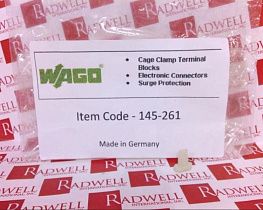 WAGO
• Cage Clamp Terminal
Blocks
• Electronic Connectors
• Surge Protection
Item Code - 145-261
Made in Germany
RADWELL
RADWELL
RADWELL
RADWELL